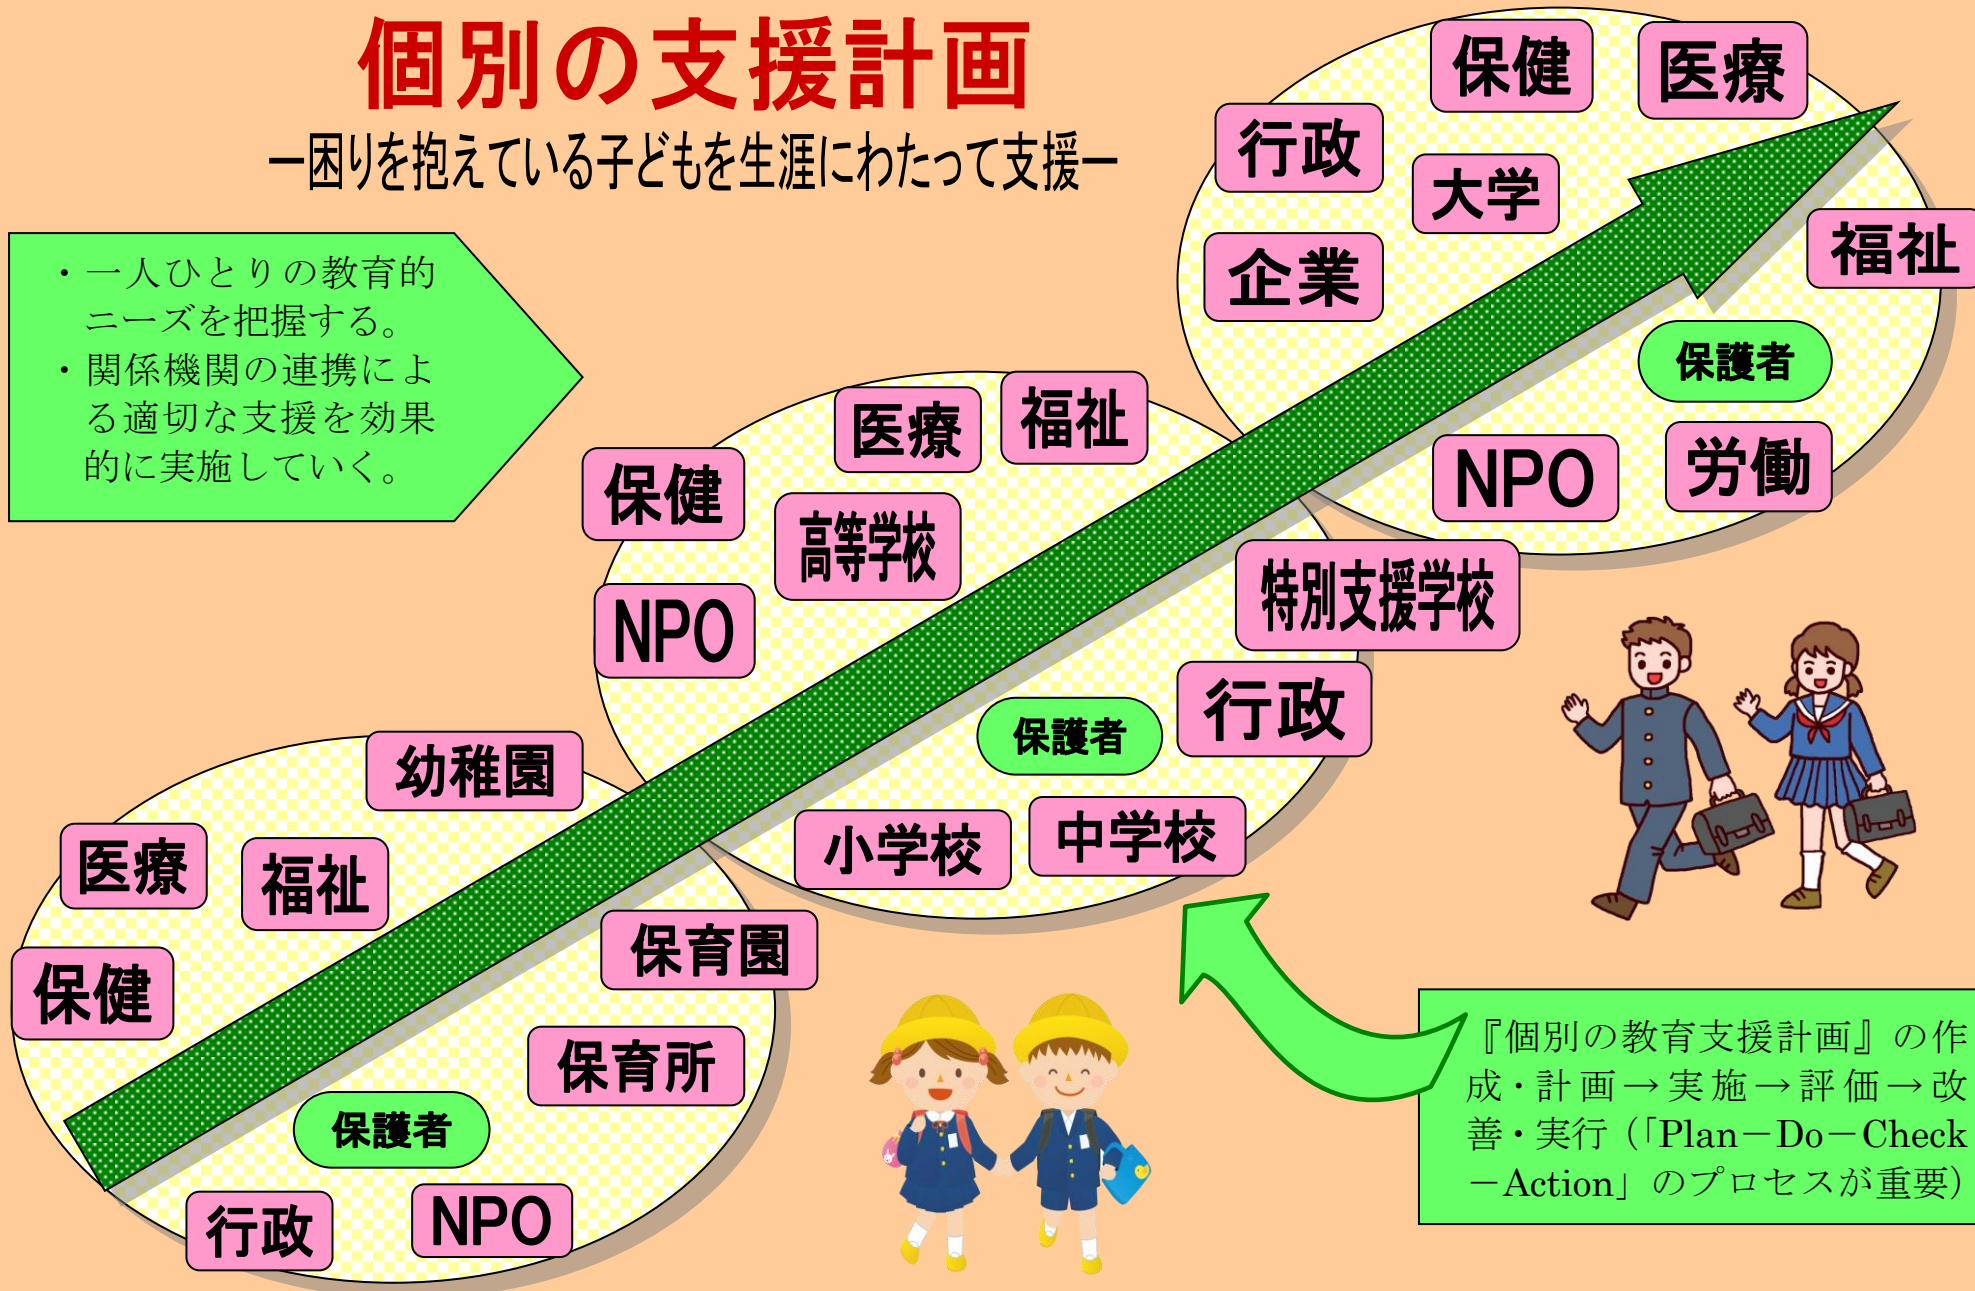 個別の支援計画
ー困りを抱えている子どもを生涯にわたって支援ー
・一人ひとりの教育的
ニーズを把握する。
・関係機関の連携によ
る適切な支援を効果
的に実施していく。
保健
医療
行政
大学
福祉
企業
保護者
NPO
労働
医療
福祉
保健
高等学校
NPO
特別支援学校
行政
保護者
小学校
中学校
幼稚園
医療
福祉
保育園
保健
保育所
保護者
行政
NPO
『個別の教育支援計画』の作
成・計画→実施→評価→改
善・実行（「Plan－Do－Check
－Action」のプロセスが重要）